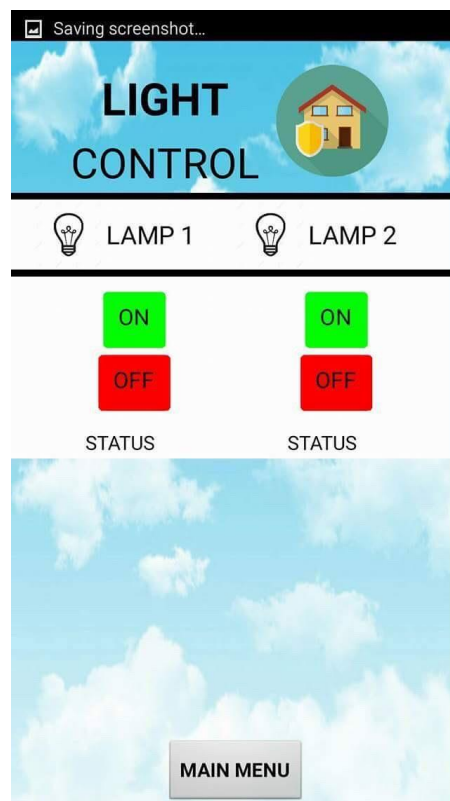 Saving screenshot...
LIGHT
CONTROL
LAMP 1 LAMP 2
ON ON
OFF OFF
STATUS STATUS
MAIN MENU